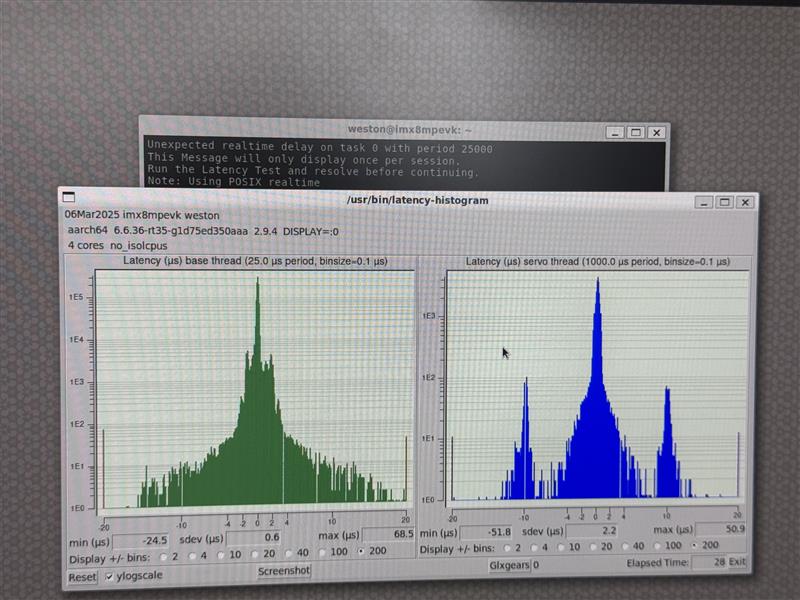 weston@imx8mpevk: ~
Unexpected realtime delay on task 0 with period 25000
This Message will only display once per session.
Run the Latency Test and resolve before continuing.
Note: Using POSIX realtime
/usr/bin/latency-histogram
06Mar2025 imx8mpevk weston
aarch64 6.6.36-rt35-g1d75ed350aaa 2.9.4 DISPLAY=:0
4 cores no_isolcpus
Latency (µs) base thread (25.0 µs period, binsize=0.1 µs)
1E5
1E4
1E3
1E2
1E1
1E0
-20 -10 -4 -2 0 2 4 10 20
min (µs) -24.5 sdev (µs) 0.6 max (µs) 68.5
Display +/- bins: 2 4 10 20 40 100 200
Latency (µs) servo thread (1000.0 µs period, binsize=0.1 µs)
1E3
1E2
1E1
1E0
-20 -10 -4 -2 0 2 4 10 20
min (µs) -51.8 sdev (µs) 2.2 max (µs) 50.9
Display +/- bins: 2 4 10 20 40 100 200
Reset ylogscale Screenshot Glxgears 0 Elapsed Time: 28 Exit